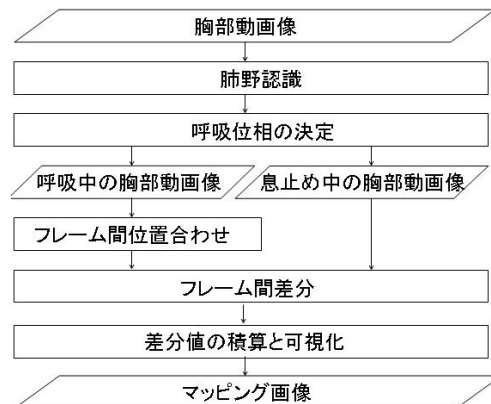 胸部動画像
肺野認識
呼吸位相の決定
呼吸中の胸部動画像
息止め中の胸部動画像
フレーム間位置合わせ
フレーム間差分
差分値の積算と可視化
マッピング画像